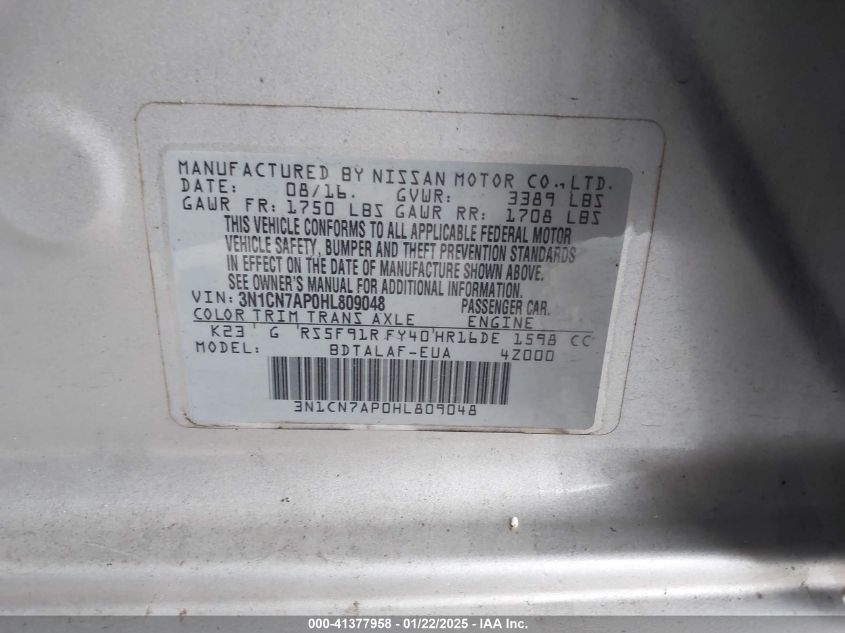 MANUFACTURED BY NISSAN MOTOR CO., LTD.
DATE: 08/16. GVWR: 3389 LBS
GAWR FR: 1750 LBS GAWR RR: 1708 LBS
THIS VEHICLE CONFORMS TO ALL APPLICABLE FEDERAL MOTOR
VEHICLE SAFETY, BUMPER AND THEFT PREVENTION STANDARDS
IN EFFECT ON THE DATE OF MANUFACTURE SHOWN ABOVE.
SEE OWNER'S MANUAL FOR ADDITIONAL INFORMATION
VIN: 3N1CN7AP0HL809048 PASSENGER CAR.
COLOR TRIM TRANS AXLE ENGINE
K23 G RS5F91R FY40 HR16DE 1598 CC
MODEL: BDTALAF-EUA 4Z000
3N1CN7AP0HL809048
000-41377958 - 01/22/2025 - IAA Inc.